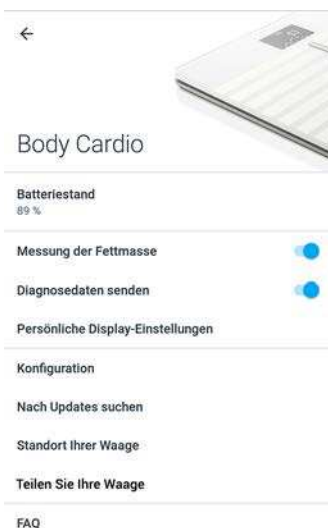 Body Cardio
Batteriestand
89 %
Messung der Fettmasse
Diagnosedaten senden
Persönliche Display-Einstellungen
Konfiguration
Nach Updates suchen
Standort Ihrer Waage
Teilen Sie Ihre Waage
FAQ